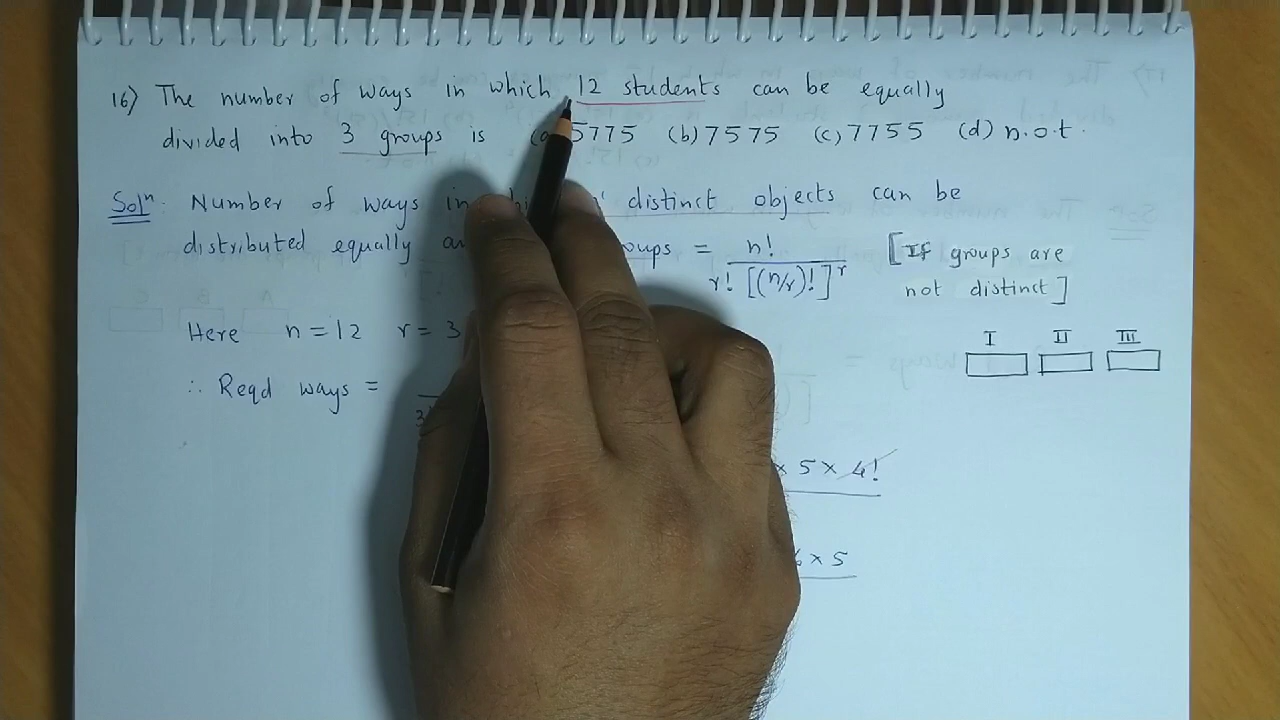 16) The number of ways in which 12 students can be equally
divided into 3 groups is (a) 5775 (b) 7575 (c) 7755 (d) n.o.t.
Solⁿ: Number of ways in distinct objects can be
distributed equally = n! / r! [(n/r)!]^r [If groups are
not distinct]
Here n = 12 r = 3
I II III
∴ Reqd ways =
× 5 × 4!
× 5